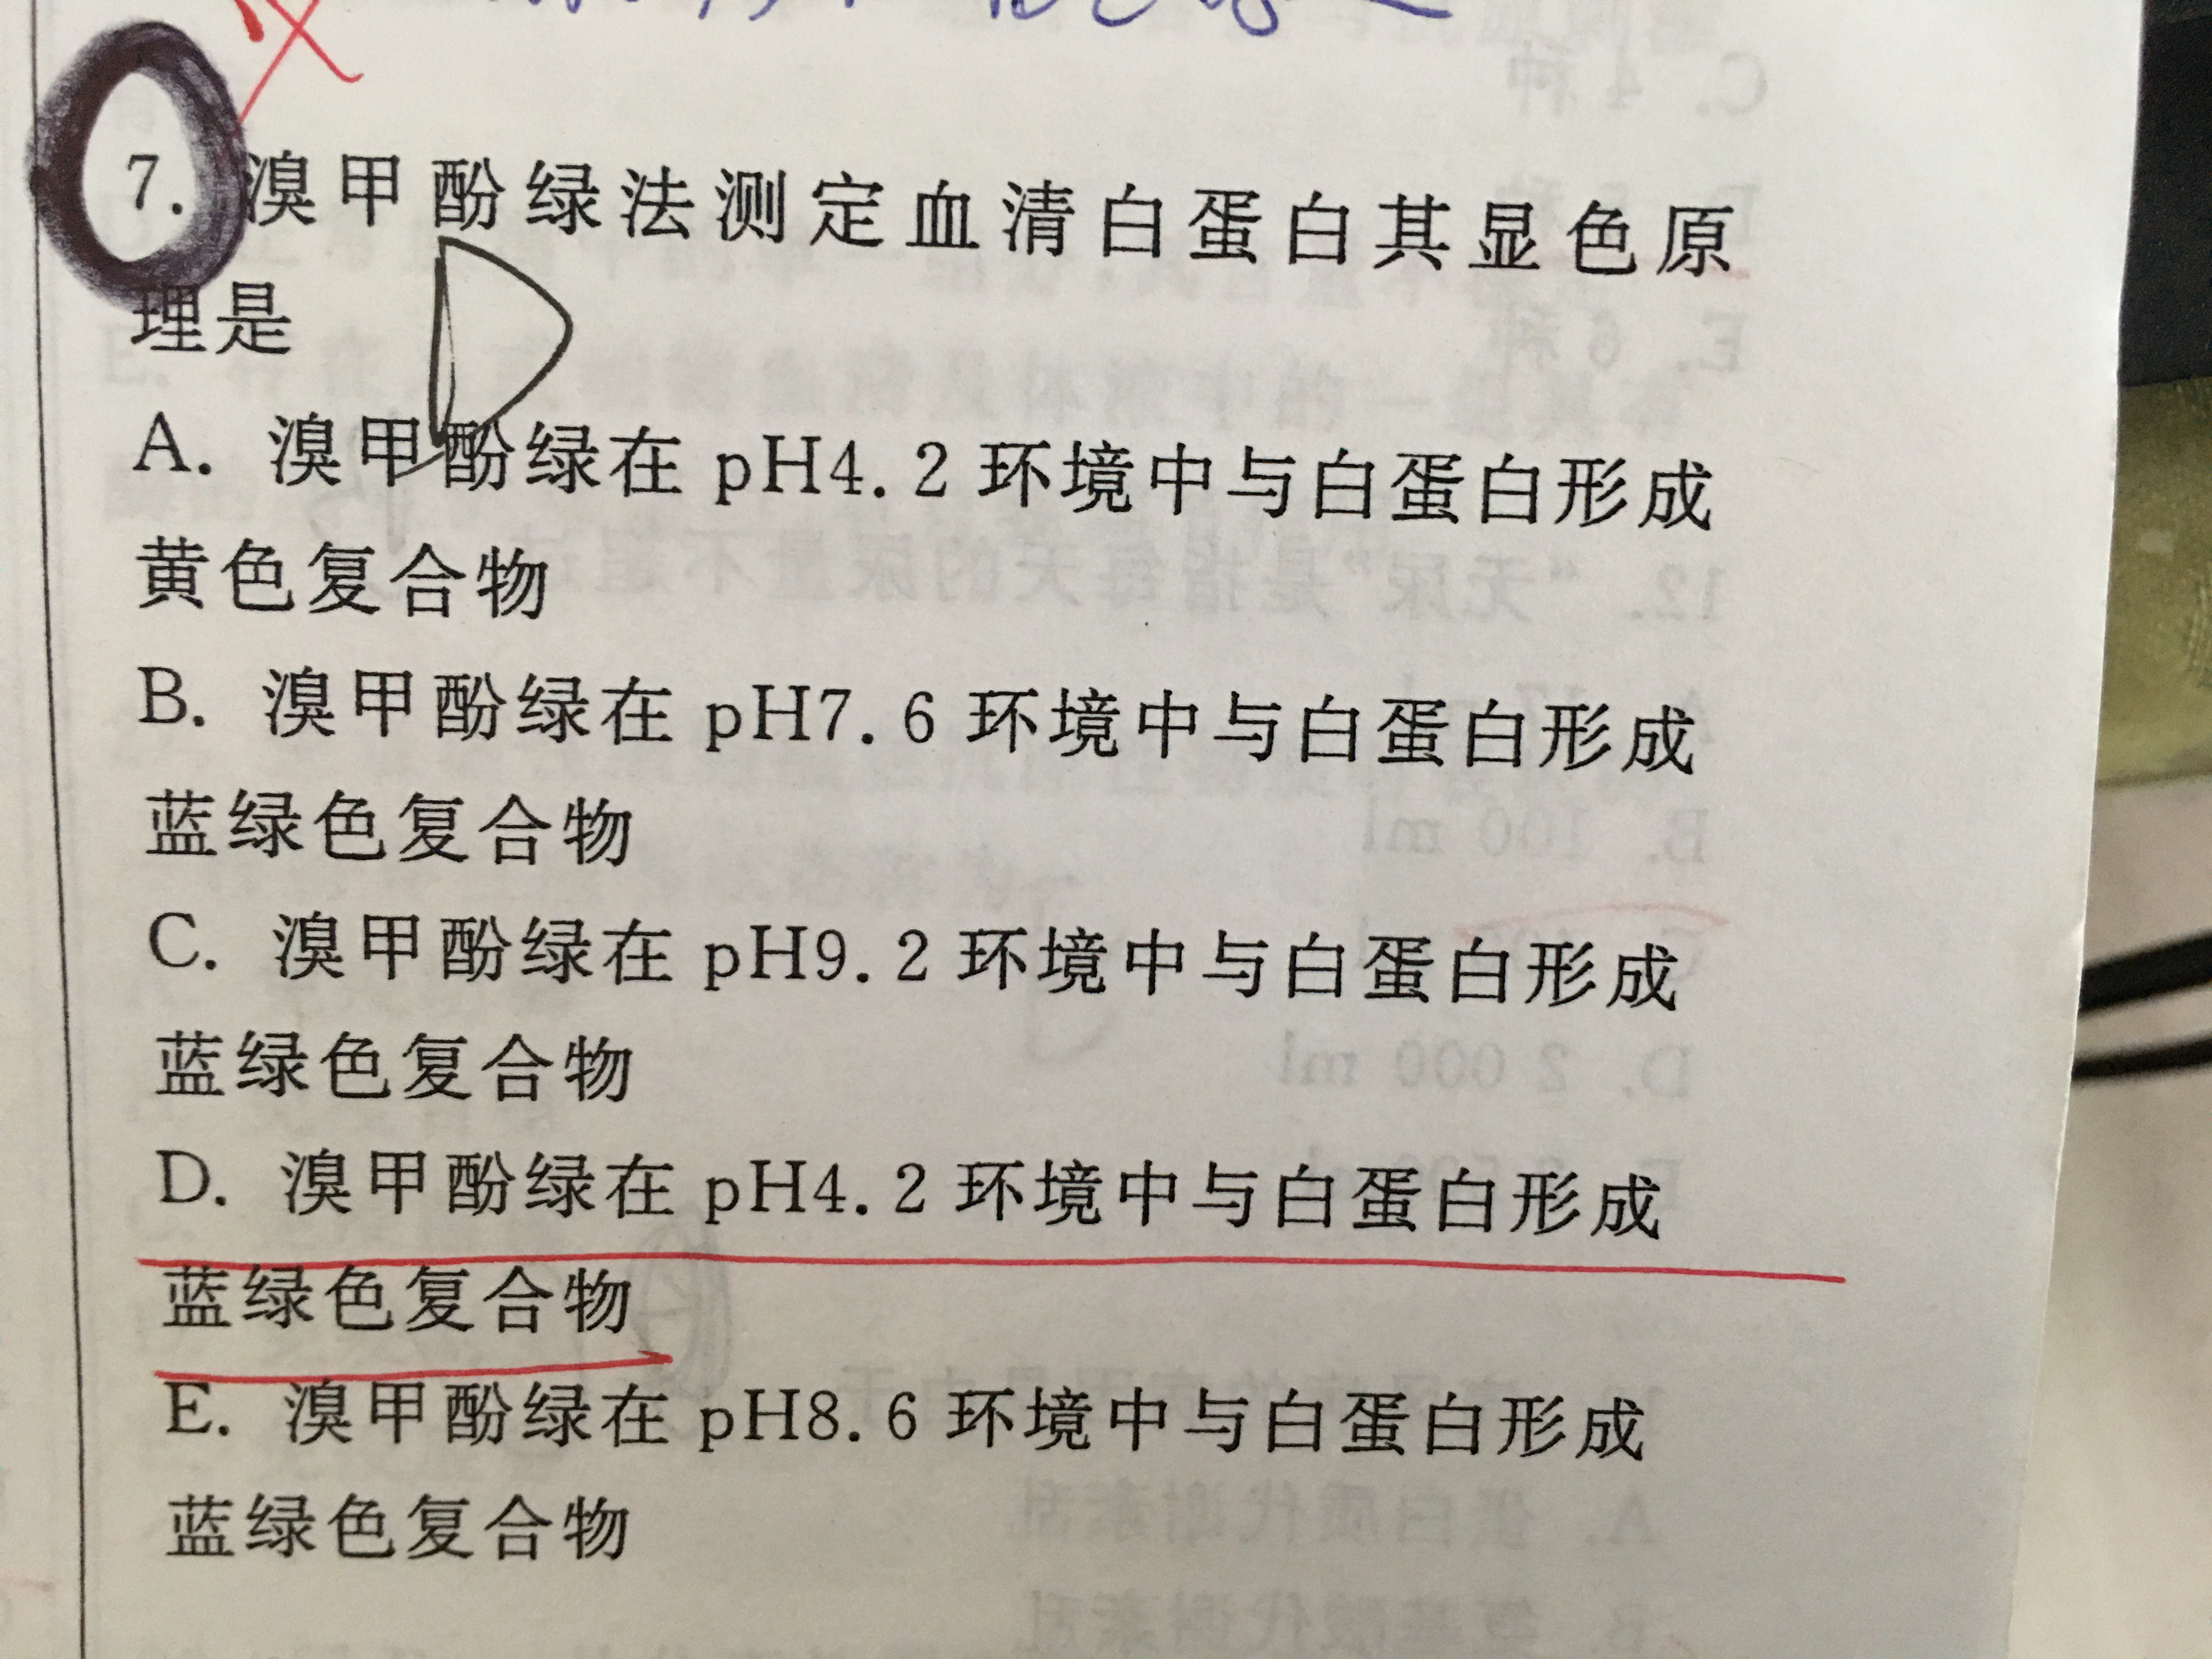 7. 溴甲酚绿法测定血清白蛋白其显色原
理是
A. 溴甲酚绿在 pH4.2 环境中与白蛋白形成
黄色复合物
B. 溴甲酚绿在 pH7.6 环境中与白蛋白形成
蓝绿色复合物
C. 溴甲酚绿在 pH9.2 环境中与白蛋白形成
蓝绿色复合物
D. 溴甲酚绿在 pH4.2 环境中与白蛋白形成
蓝绿色复合物
E. 溴甲酚绿在 pH8.6 环境中与白蛋白形成
蓝绿色复合物